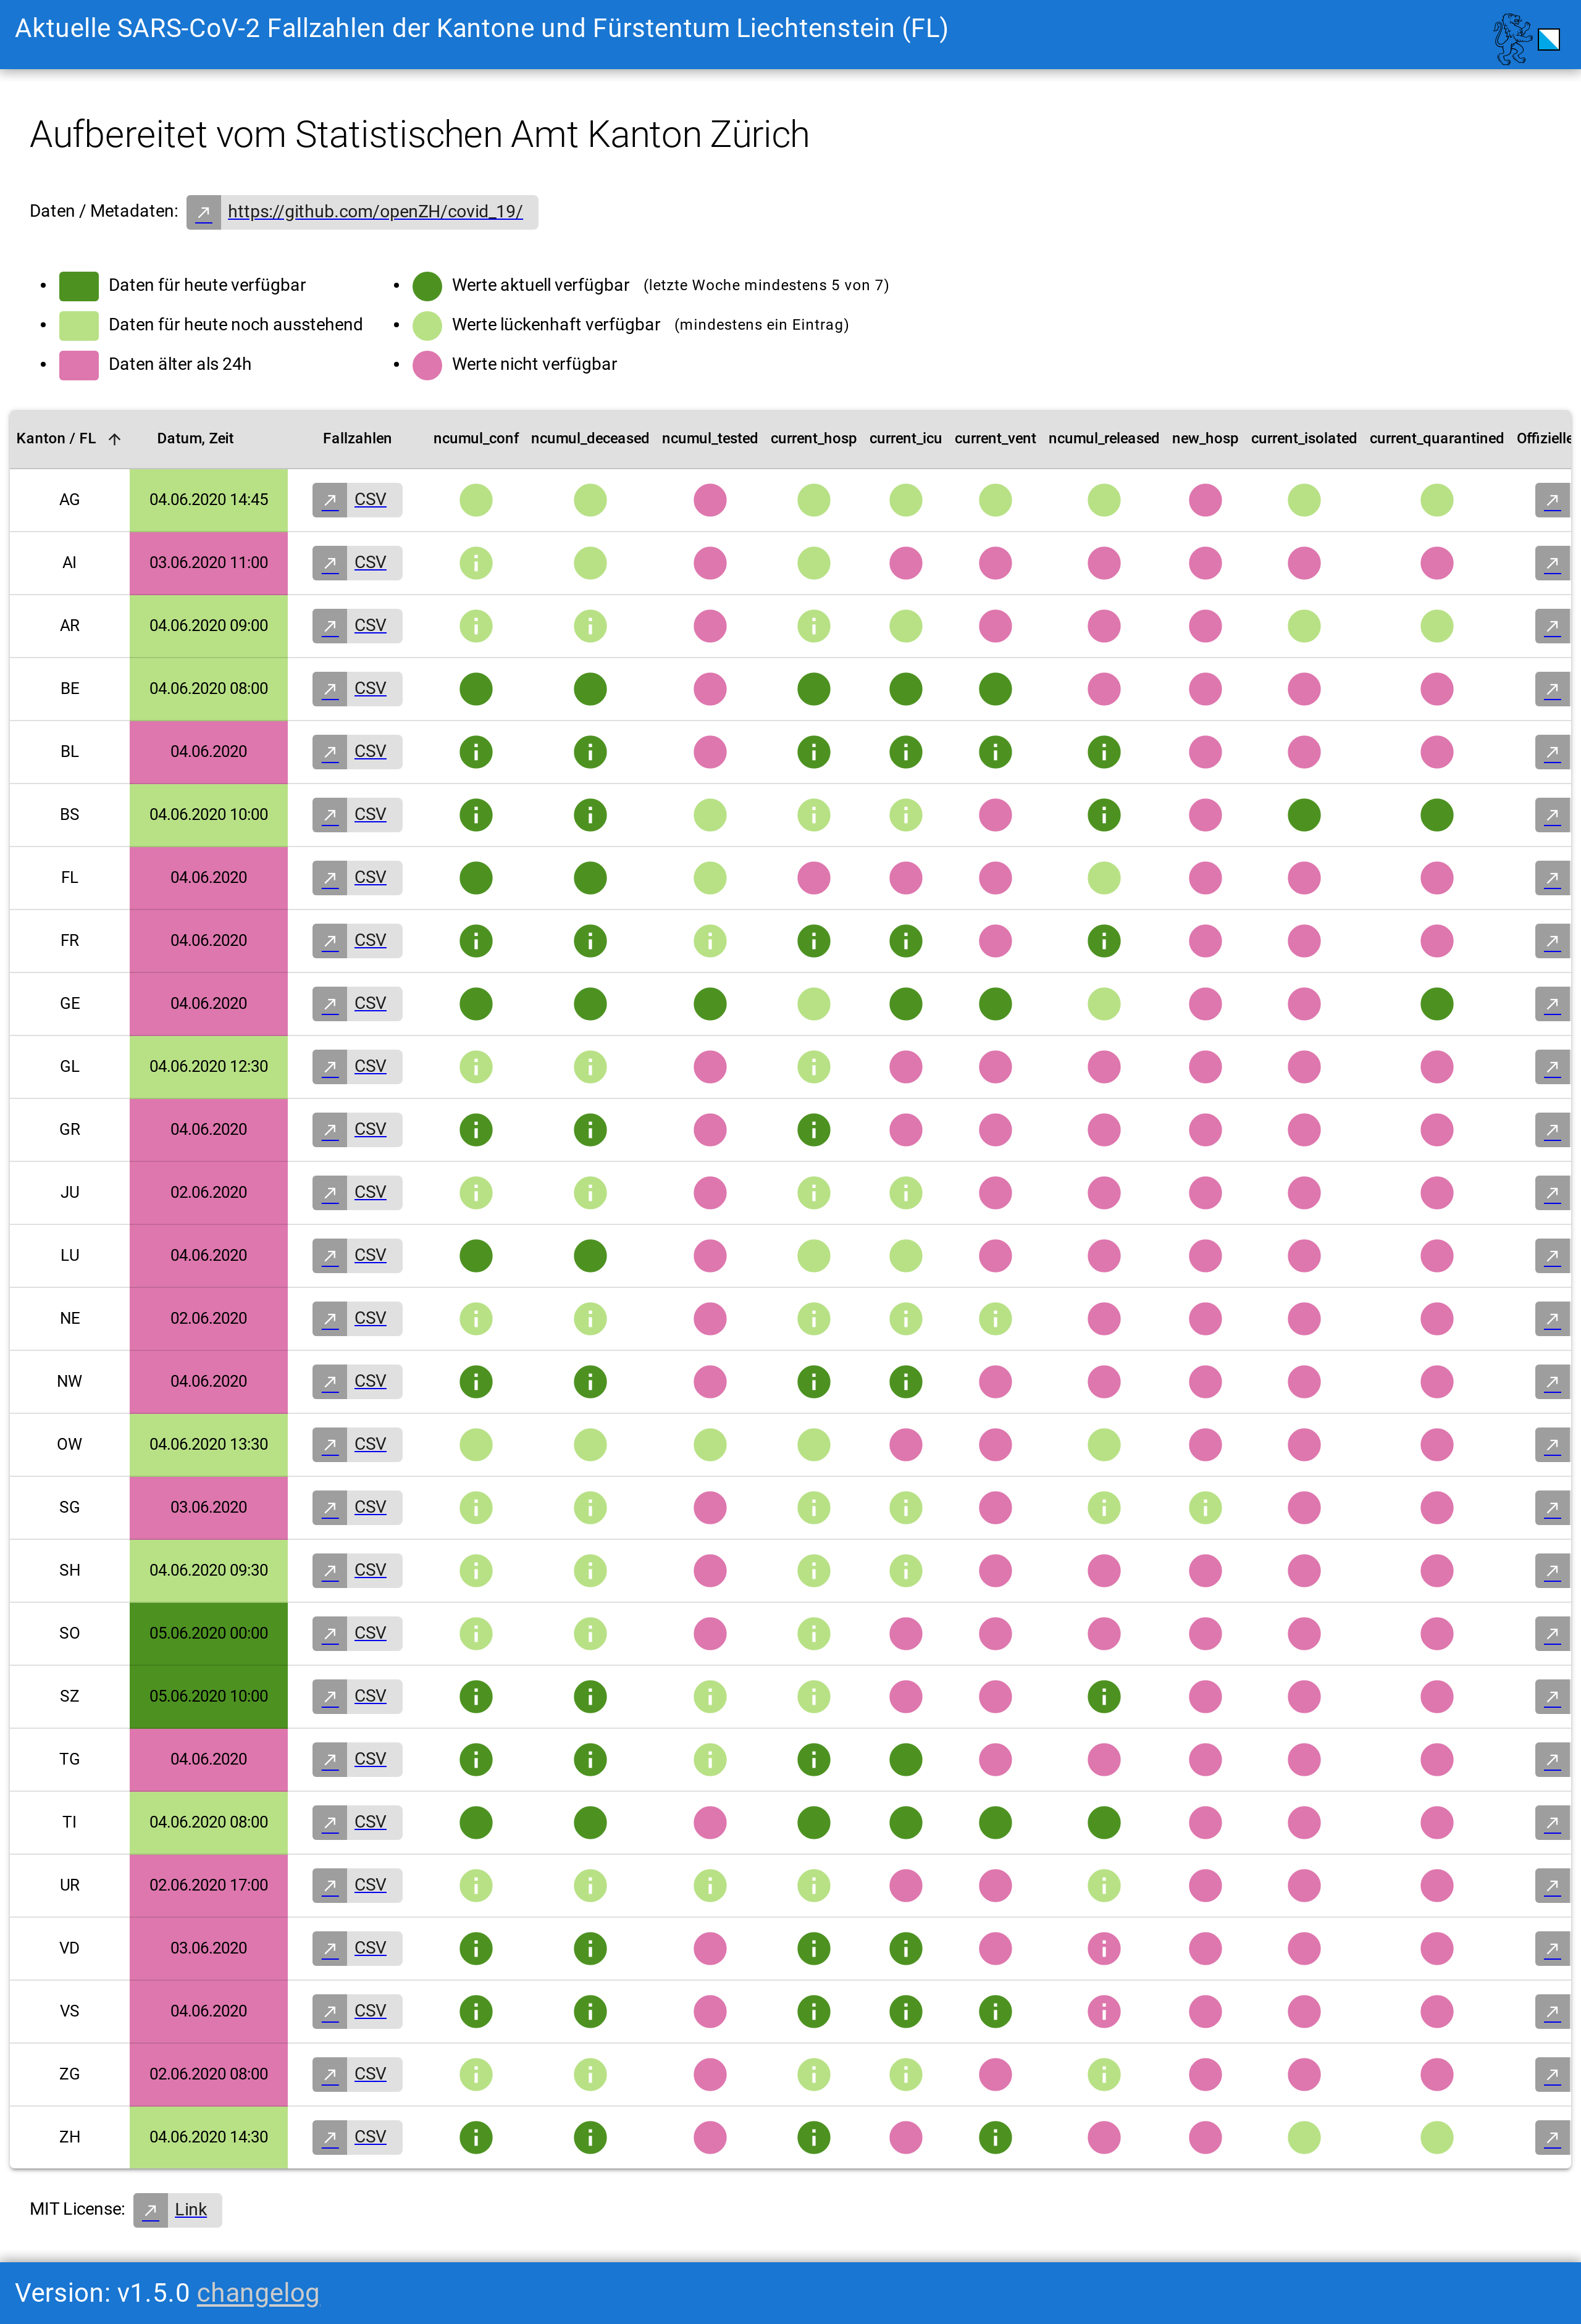 Aktuelle SARS-CoV-2 Fallzahlen der Kantone und Fürstentum Liechtenstein (FL)
Aufbereitet vom Statistischen Amt Kanton Zürich
Daten / Metadaten: https://github.com/openZH/covid_19/
Daten für heute verfügbar
Daten für heute noch ausstehend
Daten älter als 24h
Werte aktuell verfügbar (letzte Woche mindestens 5 von 7)
Werte lückenhaft verfügbar (mindestens ein Eintrag)
Werte nicht verfügbar
Kanton / FL Datum, Zeit Fallzahlen ncumul_conf ncumul_deceased ncumul_tested current_hosp current_icu current_vent ncumul_released new_hosp current_isolated current_quarantined Offizielle
AG 04.06.2020 14:45 CSV
AI 03.06.2020 11:00 CSV
AR 04.06.2020 09:00 CSV
BE 04.06.2020 08:00 CSV
BL 04.06.2020 CSV
BS 04.06.2020 10:00 CSV
FL 04.06.2020 CSV
FR 04.06.2020 CSV
GE 04.06.2020 CSV
GL 04.06.2020 12:30 CSV
GR 04.06.2020 CSV
JU 02.06.2020 CSV
LU 04.06.2020 CSV
NE 02.06.2020 CSV
NW 04.06.2020 CSV
OW 04.06.2020 13:30 CSV
SG 03.06.2020 CSV
SH 04.06.2020 09:30 CSV
SO 05.06.2020 00:00 CSV
SZ 05.06.2020 10:00 CSV
TG 04.06.2020 CSV
TI 04.06.2020 08:00 CSV
UR 02.06.2020 17:00 CSV
VD 03.06.2020 CSV
VS 04.06.2020 CSV
ZG 02.06.2020 08:00 CSV
ZH 04.06.2020 14:30 CSV
MIT License: Link
Version: v1.5.0 changelog